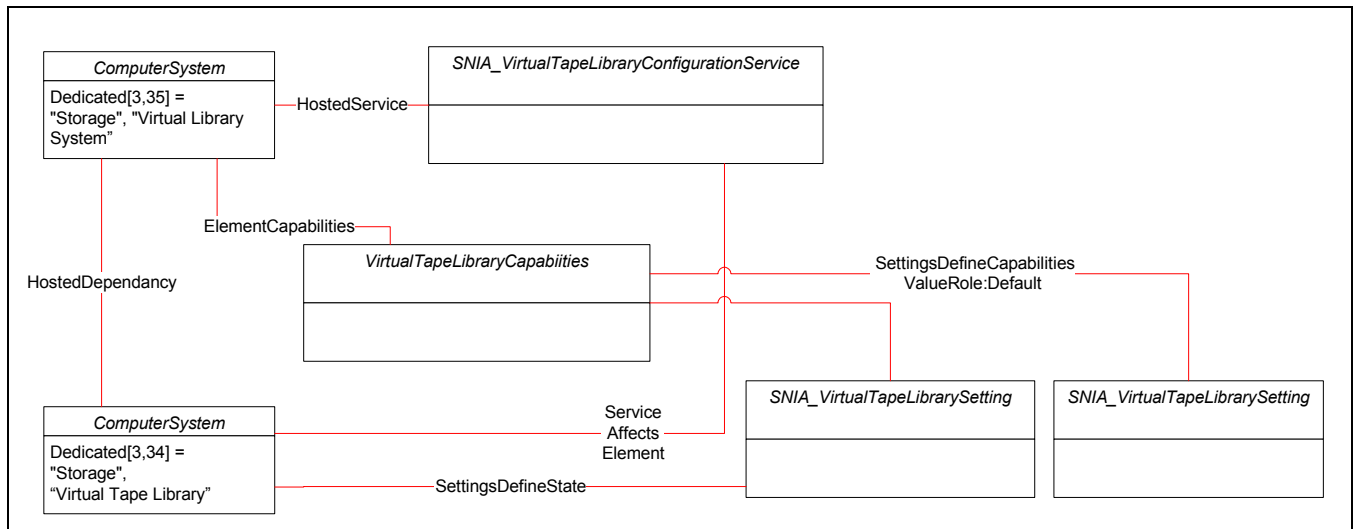 ComputerSystem
Dedicated[3,35] =
"Storage", "Virtual Library
System”
HostedService
SNIA_VirtualTapeLibraryConfigurationService
ElementCapabilities
VirtualTapeLibraryCapabiities
HostedDependancy
SettingsDefineCapabilities
ValueRole:Default
ComputerSystem
Dedicated[3,34] =
"Storage",
“Virtual Tape Library”
Service
Affects
Element
SettingsDefineState
SNIA_VirtualTapeLibrarySetting
SNIA_VirtualTapeLibrarySetting